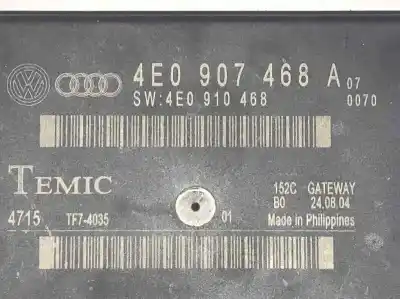 4E0 907 468 A 07
SW:4E0 910 468 0070
TEMIC
152C GATEWAY
B0 24.08.04
4715 TF7-4035 01 Made in Philippines